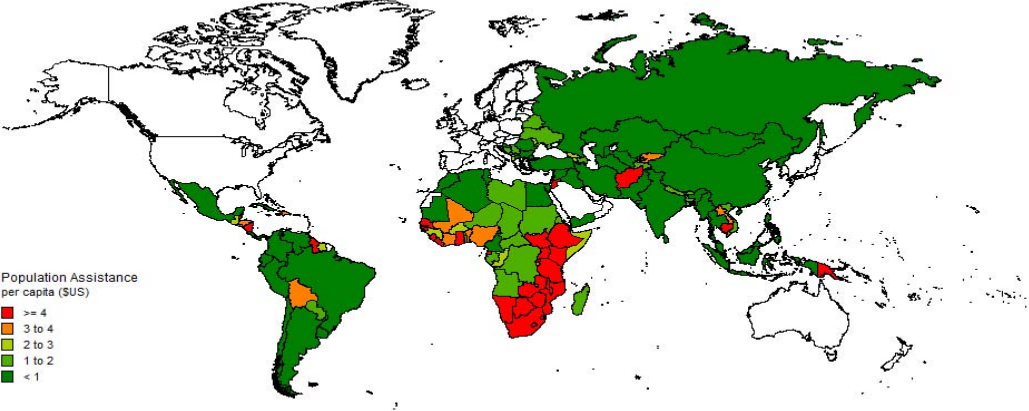 Population Assistance
per capita ($US)
>= 4
3 to 4
2 to 3
1 to 2
< 1